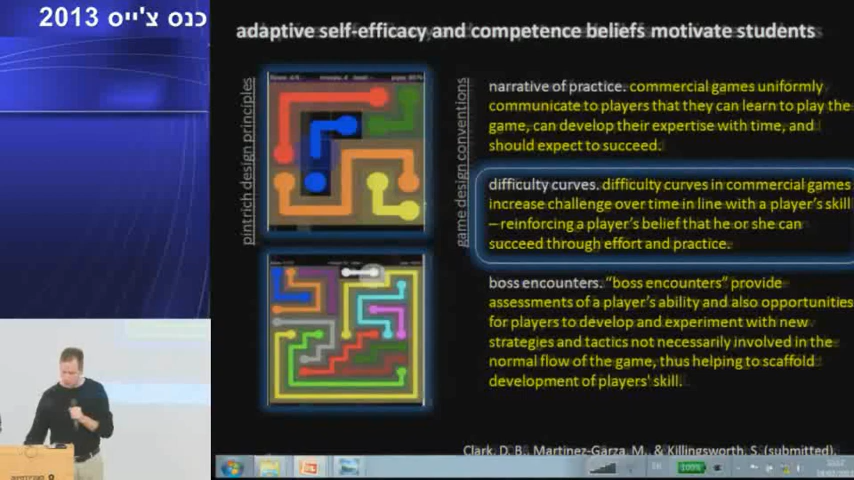 כנס צ'ייס 2013
adaptive self-efficacy and competence beliefs motivate students
pintrich design principles
game design conventions
narrative of practice. commercial games uniformly
communicate to players that they can learn to play the
game, can develop their expertise with time, and
should expect to succeed.
difficulty curves. difficulty curves in commercial games
increase challenge over time in line with a player's skill
–reinforcing a player's belief that he or she can
succeed through effort and practice.
boss encounters. "boss encounters" provide
assessments of a player's ability and also opportunities
for players to develop and experiment with new
strategies and tactics not necessarily involved in the
normal flow of the game, thus helping to scaffold
development of players' skill.
Clark, D. B., Martinez-Garza, M., & Killingsworth, S. (submitted).
100%